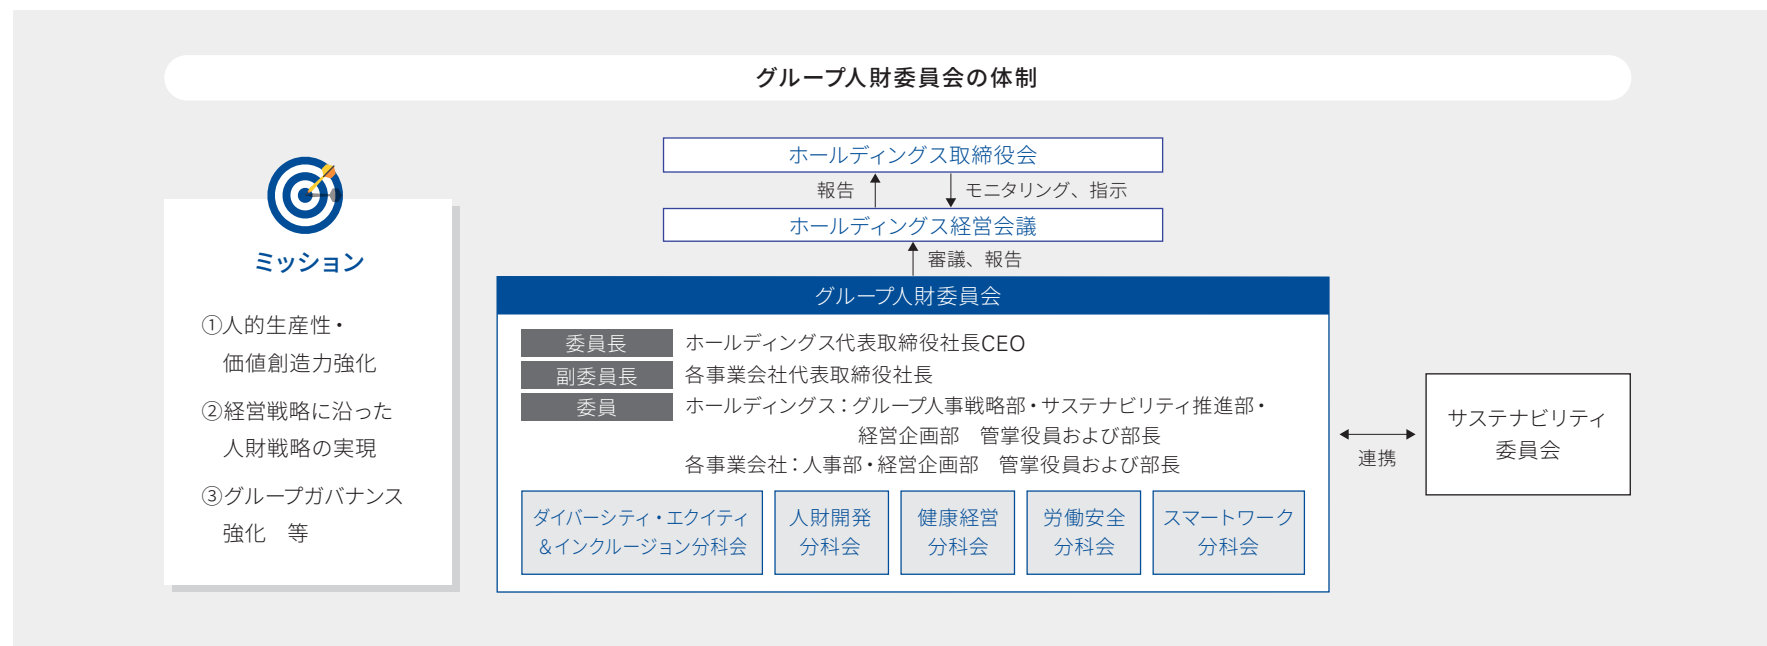 グループ人財委員会の体制
ミッション
①人的生産性・
価値創造力強化
②経営戦略に沿った
人財戦略の実現
③グループガバナンス
強化 等
ホールディングス取締役会
報告
モニタリング、指示
ホールディングス経営会議
審議、報告
グループ人財委員会
委員長 ホールディングス代表取締役社長CEO
副委員長 各事業会社代表取締役社長
委員 ホールディングス：グループ人事戦略部・サステナビリティ推進部・
経営企画部 管掌役員および部長
各事業会社：人事部・経営企画部 管掌役員および部長
ダイバーシティ・エクイティ
＆インクルージョン分科会
人財開発
分科会
健康経営
分科会
労働安全
分科会
スマートワーク
分科会
連携
サステナビリティ
委員会